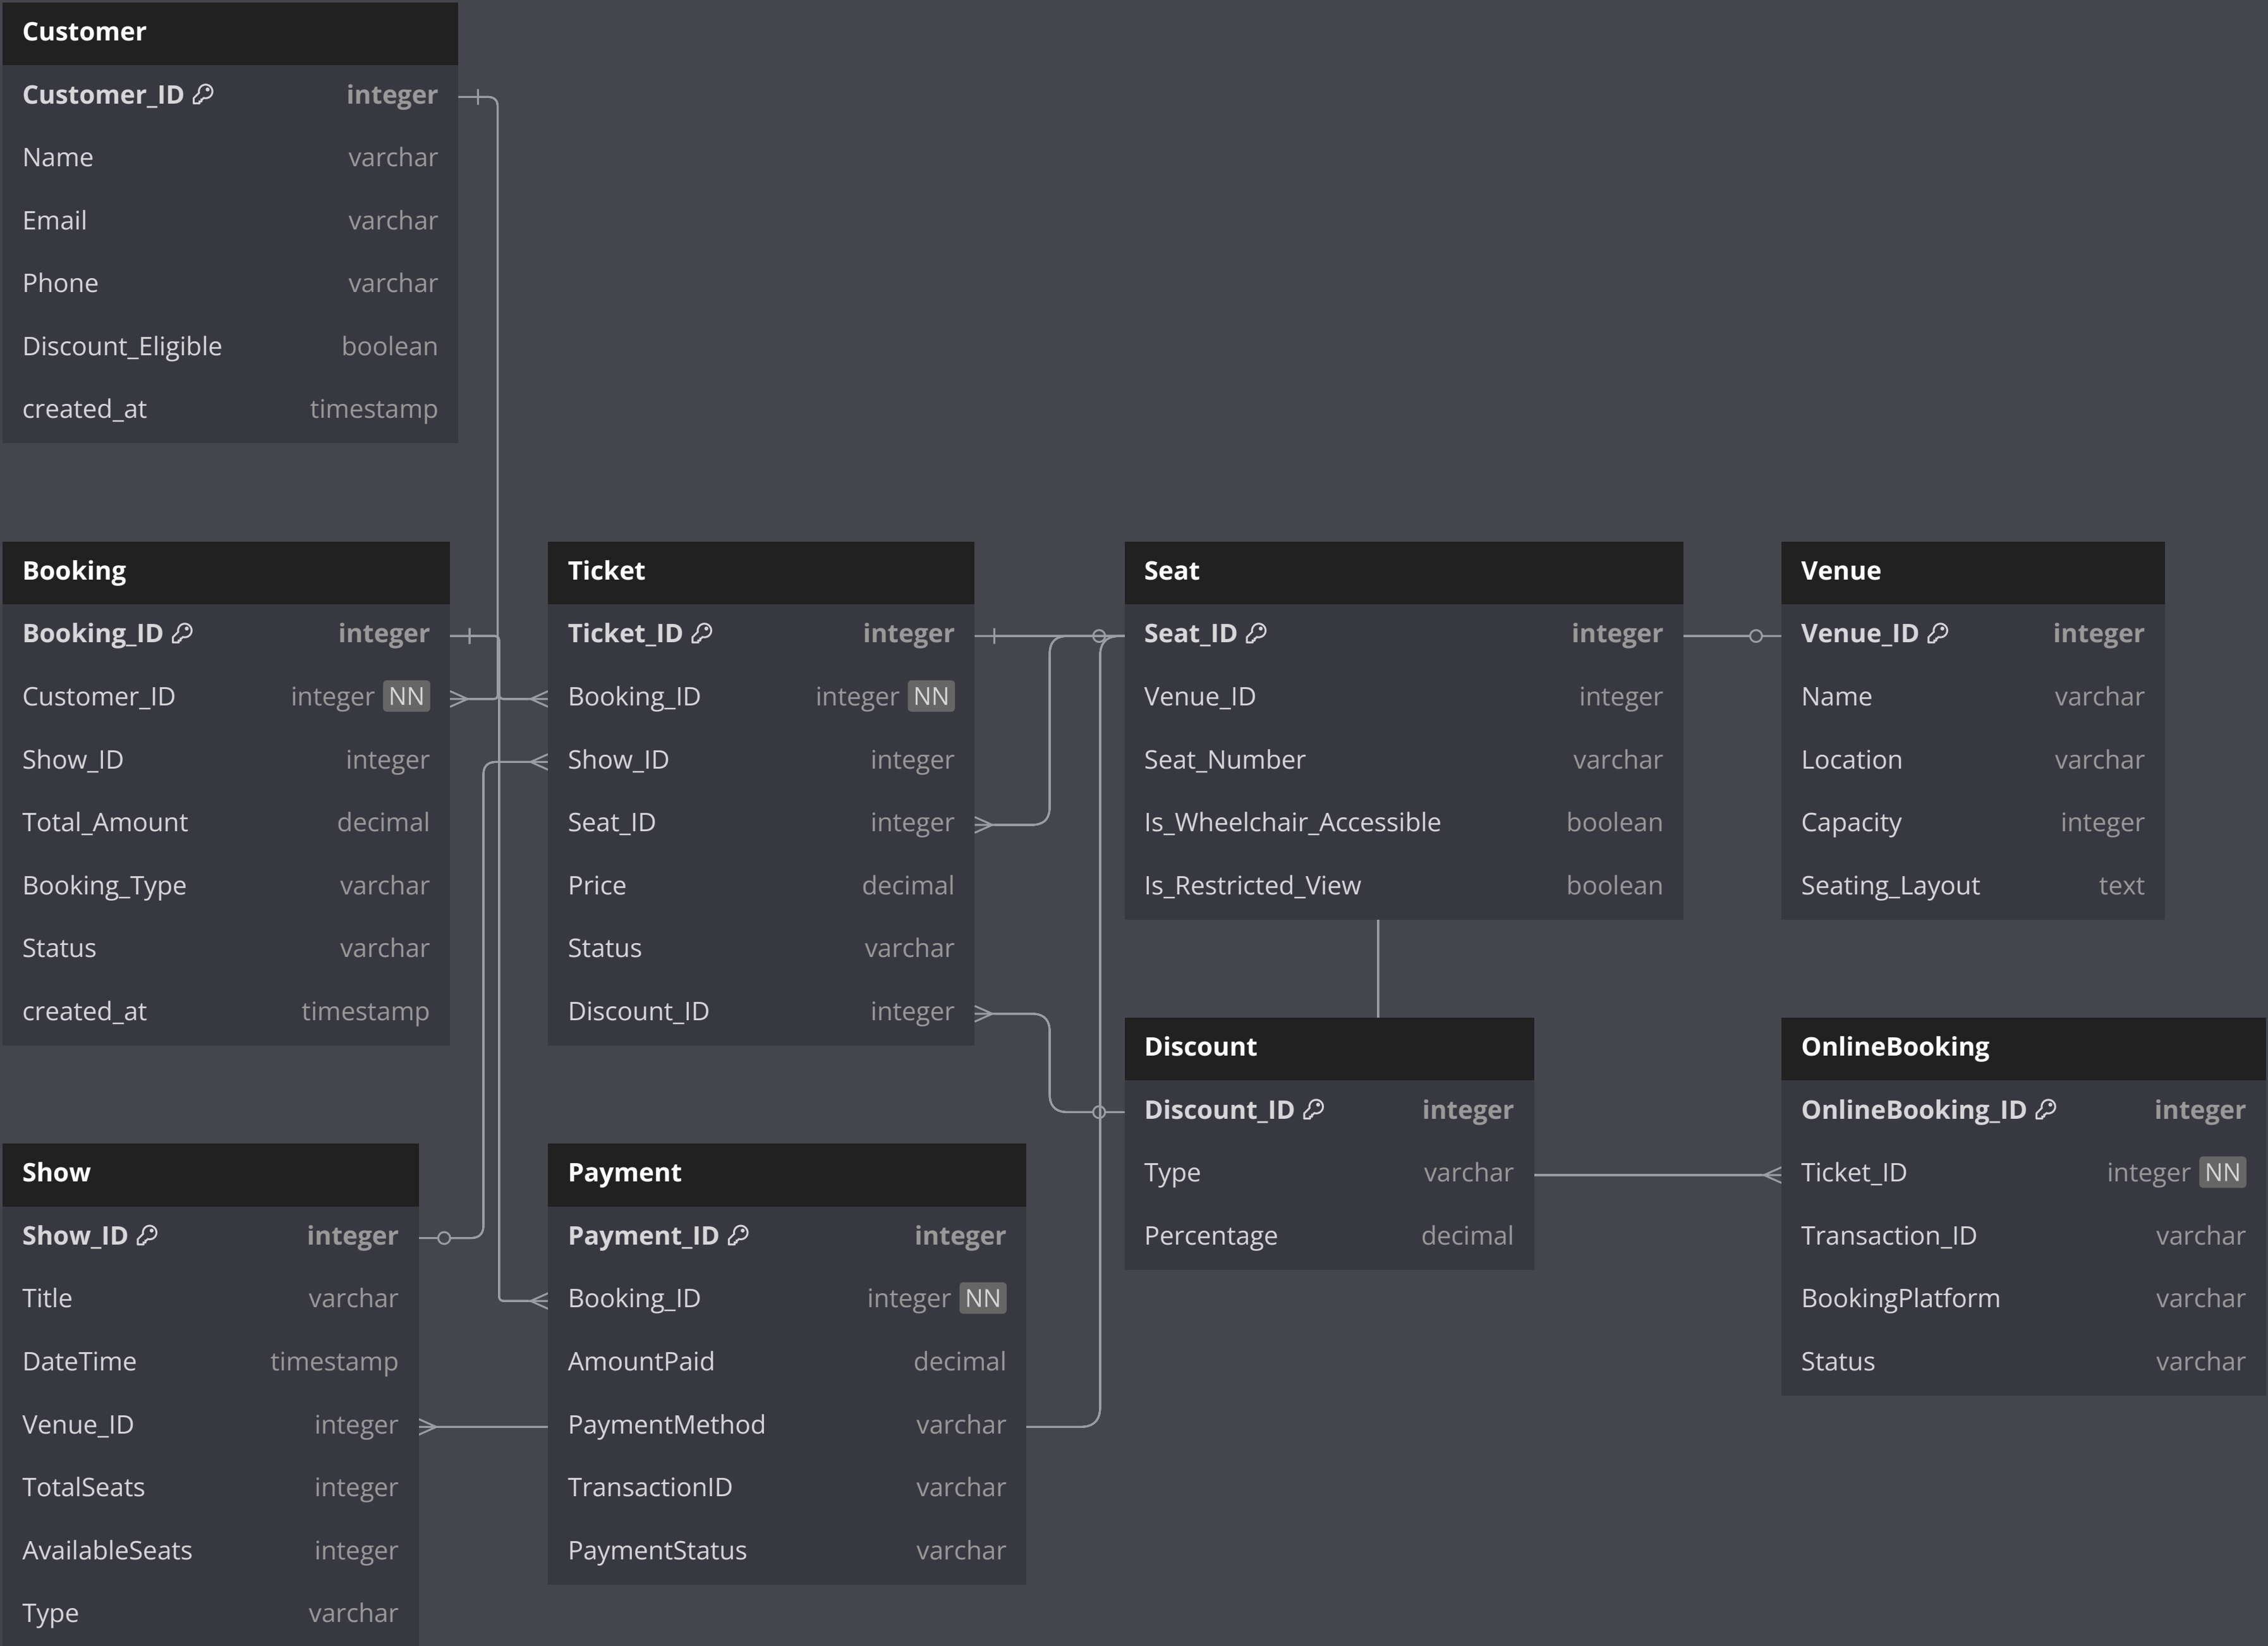 Customer
Customer_ID integer
Name varchar
Email varchar
Phone varchar
Discount_Eligible boolean
created_at timestamp
Booking
Booking_ID integer
Customer_ID integer NN
Show_ID integer
Total_Amount decimal
Booking_Type varchar
Status varchar
created_at timestamp
Ticket
Ticket_ID integer
Booking_ID integer NN
Show_ID integer
Seat_ID integer
Price decimal
Status varchar
Discount_ID integer
Seat
Seat_ID integer
Venue_ID integer
Seat_Number varchar
Is_Wheelchair_Accessible boolean
Is_Restricted_View boolean
Venue
Venue_ID integer
Name varchar
Location varchar
Capacity integer
Seating_Layout text
Discount
Discount_ID integer
Type varchar
Percentage decimal
OnlineBooking
OnlineBooking_ID integer
Ticket_ID integer NN
Transaction_ID varchar
BookingPlatform varchar
Status varchar
Show
Show_ID integer
Title varchar
DateTime timestamp
Venue_ID integer
TotalSeats integer
AvailableSeats integer
Type varchar
Payment
Payment_ID integer
Booking_ID integer NN
AmountPaid decimal
PaymentMethod varchar
TransactionID varchar
PaymentStatus varchar